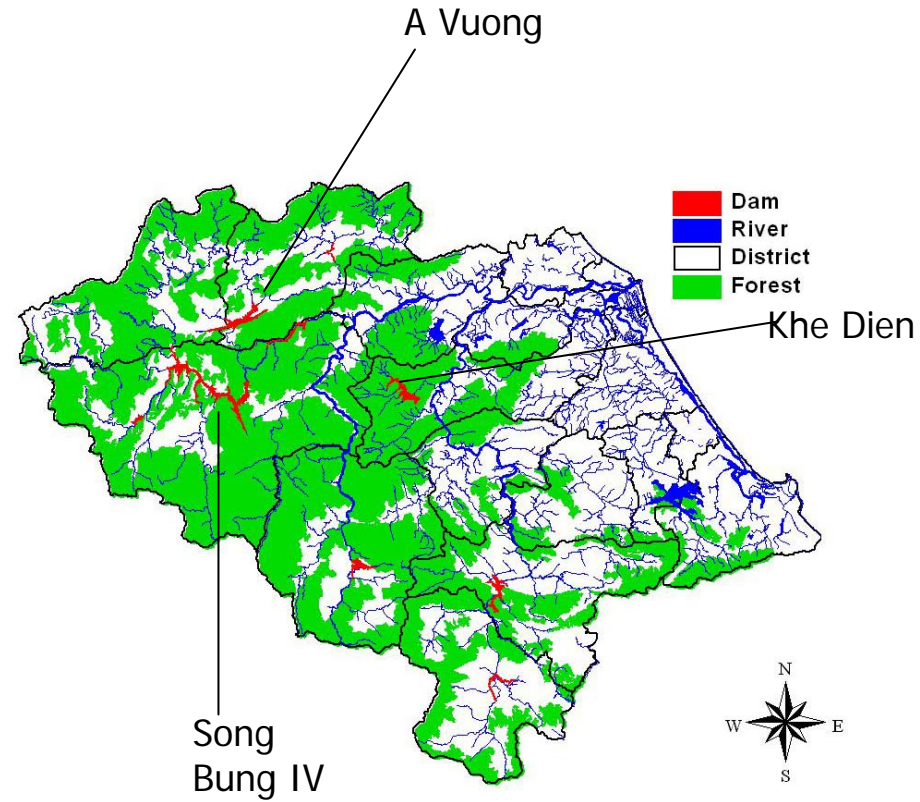 A Vuong
Dam
River
District
Forest
Khe Dien
Song
Bung IV
N
W
E
S